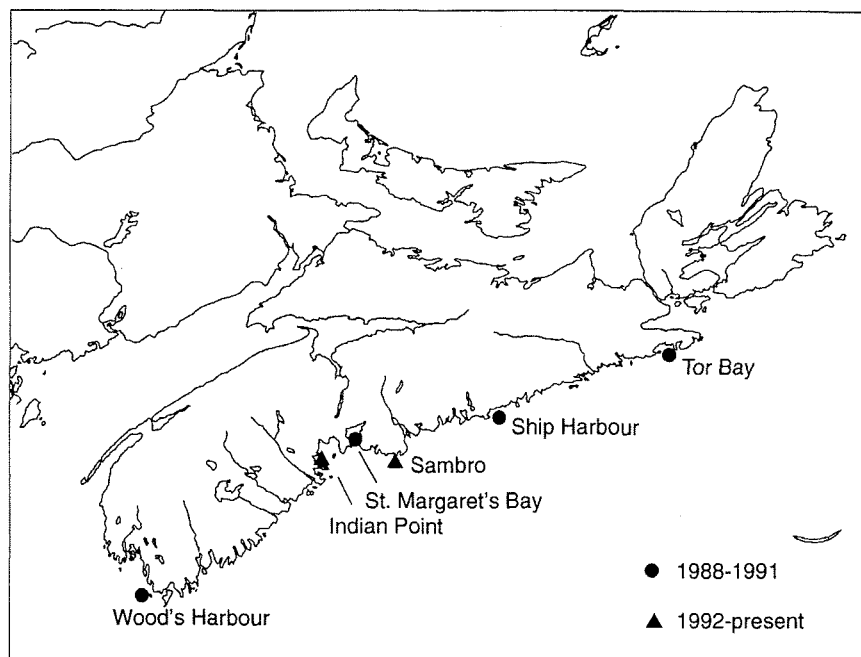 Tor Bay
Ship Harbour
Sambro
St. Margaret's Bay
Indian Point
1988-1991
Wood's Harbour
1992-present